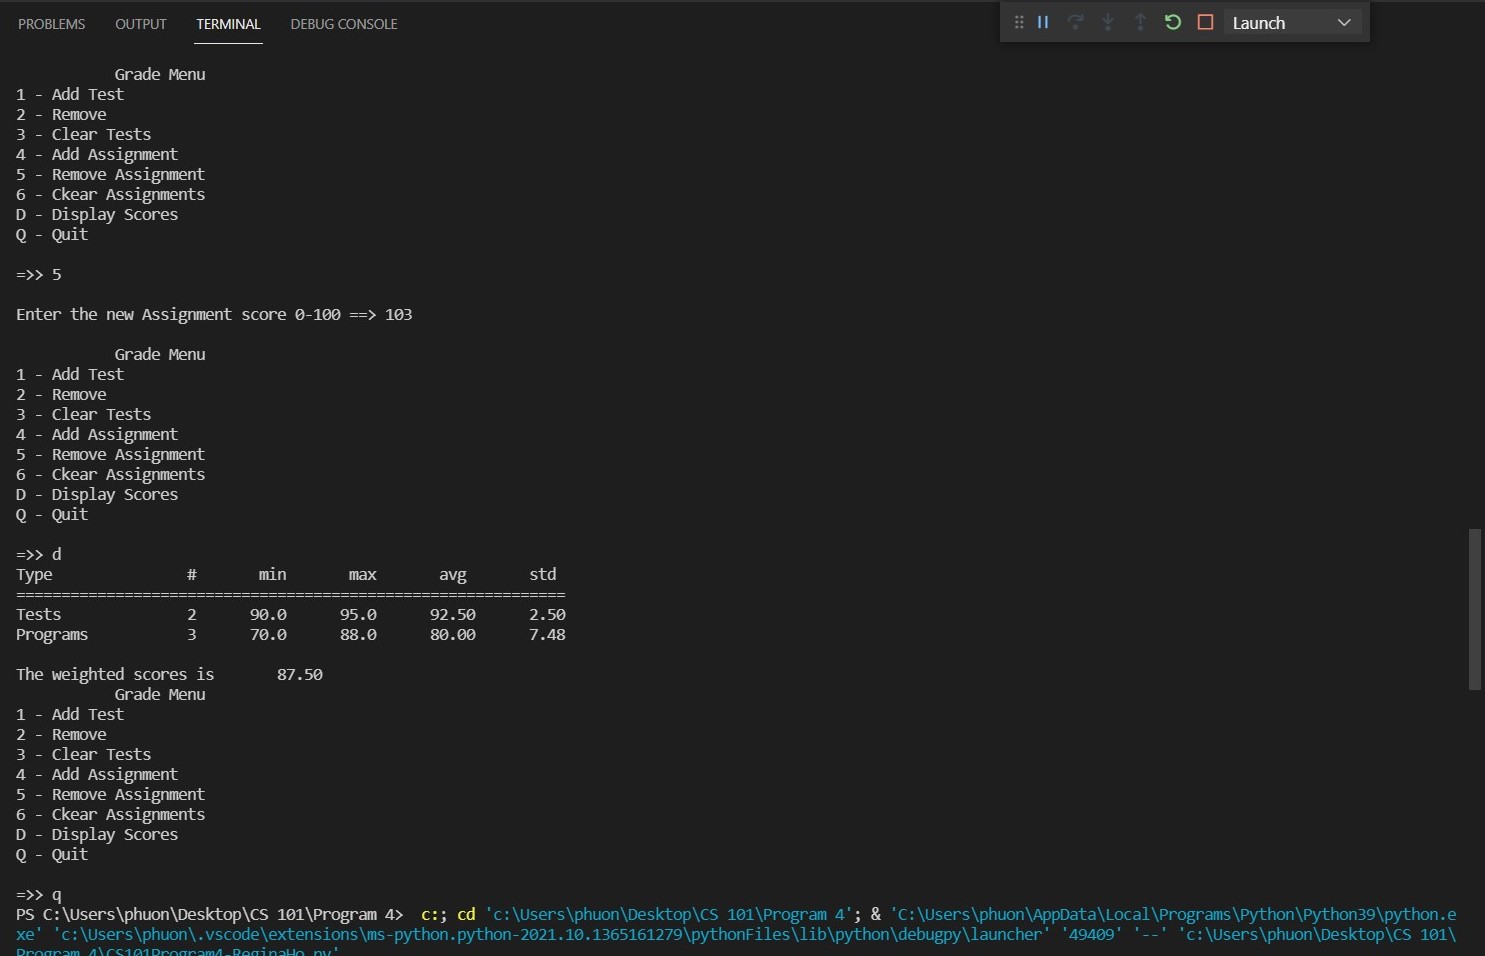 PROBLEMS OUTPUT TERMINAL DEBUG CONSOLE Launch
Grade Menu
1 - Add Test
2 - Remove
3 - Clear Tests
4 - Add Assignment
5 - Remove Assignment
6 - Ckear Assignments
D - Display Scores
Q - Quit
=>> 5
Enter the new Assignment score 0-100 ==> 103
Grade Menu
1 - Add Test
2 - Remove
3 - Clear Tests
4 - Add Assignment
5 - Remove Assignment
6 - Ckear Assignments
D - Display Scores
Q - Quit
=>> d
Type # min max avg std
=============================================================
Tests 2 90.0 95.0 92.50 2.50
Programs 3 70.0 88.0 80.00 7.48
The weighted scores is 87.50
Grade Menu
1 - Add Test
2 - Remove
3 - Clear Tests
4 - Add Assignment
5 - Remove Assignment
6 - Ckear Assignments
D - Display Scores
Q - Quit
=>> q
PS C:\Users\phuon\Desktop\CS 101\Program 4> c:; cd 'c:\Users\phuon\Desktop\CS 101\Program 4'; & 'C:\Users\phuon\AppData\Local\Programs\Python\Python39\python.e
xe' 'c:\Users\phuon\.vscode\extensions\ms-python.python-2021.10.1365161279\pythonFiles\lib\python\debugpy\launcher' '49409' '--' 'c:\Users\phuon\Desktop\CS 101\
Program 4\CS101Program4-ReginaHo.py'